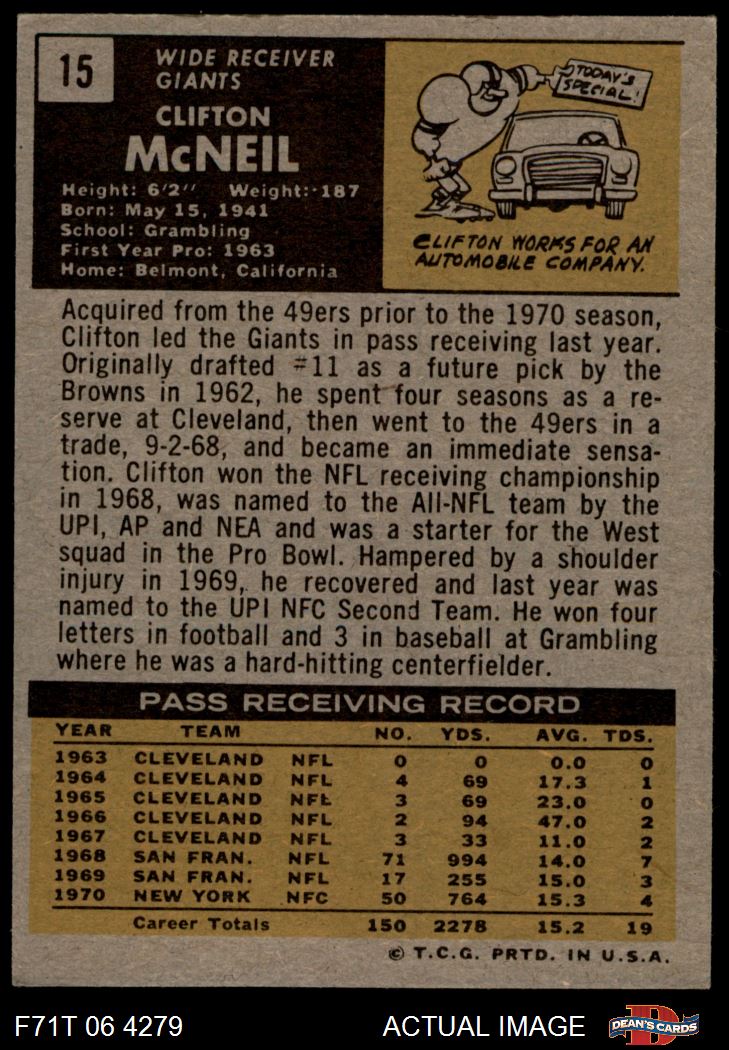 15
WIDE RECEIVER
GIANTS
CLIFTON
McNEIL
Height: 6'2" Weight: 187
Born: May 15, 1941
School: Grambling
First Year Pro: 1963
Home: Belmont, California
TODAY'S
SPECIAL!
CLIFTON WORKS FOR AN
AUTOMOBILE COMPANY.
Acquired from the 49ers prior to the 1970 season,
Clifton led the Giants in pass receiving last year.
Originally drafted #11 as a future pick by the
Browns in 1962, he spent four seasons as a re-
serve at Cleveland, then went to the 49ers in a
trade, 9-2-68, and became an immediate sensa-
tion. Clifton won the NFL receiving championship
in 1968, was named to the All-NFL team by the
UPI, AP and NEA and was a starter for the West
squad in the Pro Bowl. Hampered by a shoulder
injury in 1969, he recovered and last year was
named to the UPI NFC Second Team. He won four
letters in football and 3 in baseball at Grambling
where he was a hard-hitting centerfielder.
PASS RECEIVING RECORD
YEAR TEAM NO. YDS. AVG. TDS.
1963 CLEVELAND NFL 0 0 0.0 0
1964 CLEVELAND NFL 4 69 17.3 1
1965 CLEVELAND NFL 3 69 23.0 0
1966 CLEVELAND NFL 2 94 47.0 2
1967 CLEVELAND NFL 3 33 11.0 2
1968 SAN FRAN. NFL 71 994 14.0 7
1969 SAN FRAN. NFL 17 255 15.0 3
1970 NEW YORK NFC 50 764 15.3 4
Career Totals 150 2278 15.2 19
© T.C.G. PRTD. IN U.S.A.
F71T 06 4279 ACTUAL IMAGE D DEAN'S CARDS